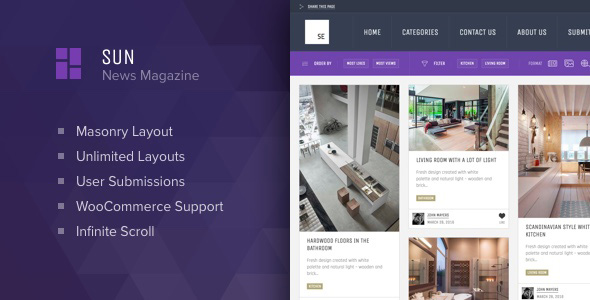 SUN
News Magazine
Masonry Layout
Unlimited Layouts
User Submissions
WooCommerce Support
Infinite Scroll
SHARE THIS PAGE
SE
HOME CATEGORIES CONTACT US ABOUT US SUBMIT
ORDER BY MOST LIKED MOST VIEWS FILTER KITCHEN LIVING ROOM FORMAT
HARDWOOD FLOORS IN THE
BATHROOM
Fresh design created with white
palette and natural light - wooden and
brick...
KITCHEN
LIVING ROOM WITH A LOT OF LIGHT
Fresh design created with white
palette and natural light - wooden and
brick...
BATHROOM
JOHN MAYERS
MARCH 28, 2015
SCANDINAVIAN STYLE WHIT
KITCHEN
Fresh design created with white
palette and natural light - wooden
brick...
LIVING ROOM
JOHN MAYERS
MARCH 28, 2015